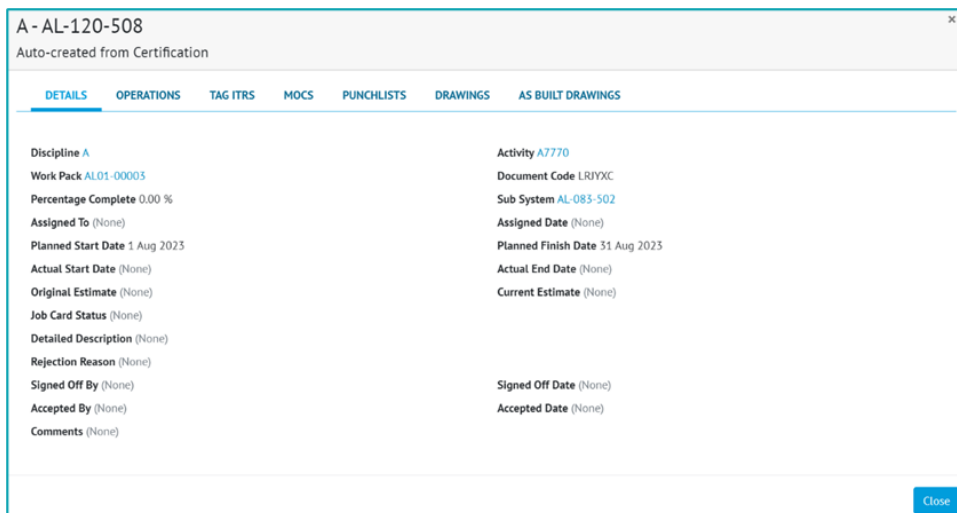 A - AL-120-508
×
Auto-created from Certification
DETAILS OPERATIONS TAG ITRS MOCS PUNCHLISTS DRAWINGS AS BUILT DRAWINGS
Discipline A Activity A7770
Work Pack AL01-00003 Document Code LRJYXC
Percentage Complete 0.00 % Sub System AL-083-502
Assigned To (None) Assigned Date (None)
Planned Start Date 1 Aug 2023 Planned Finish Date 31 Aug 2023
Actual Start Date (None) Actual End Date (None)
Original Estimate (None) Current Estimate (None)
Job Card Status (None)
Detailed Description (None)
Rejection Reason (None)
Signed Off By (None) Signed Off Date (None)
Accepted By (None) Accepted Date (None)
Comments (None)
Close